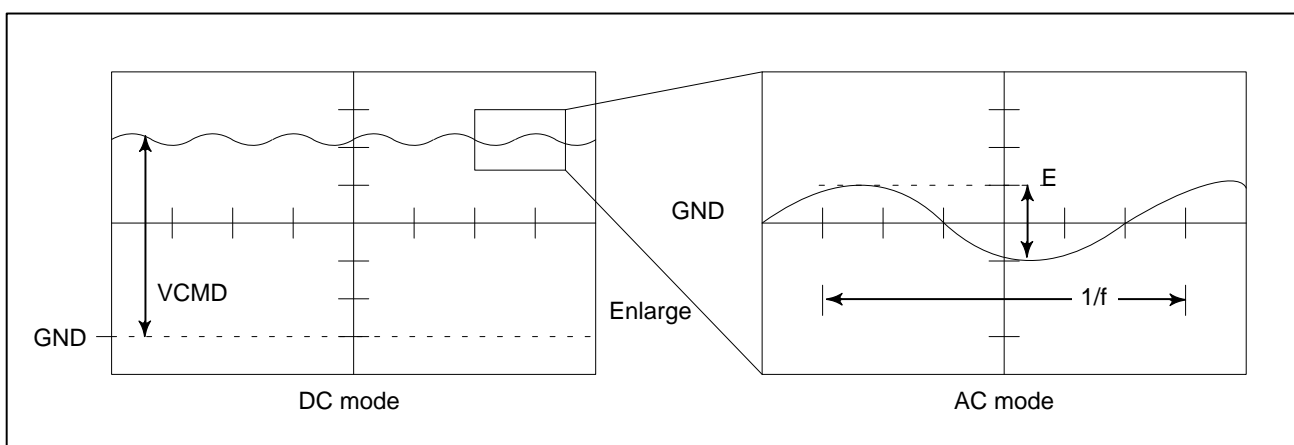 E
GND
VCMD
1/f
Enlarge
GND
DC mode
AC mode